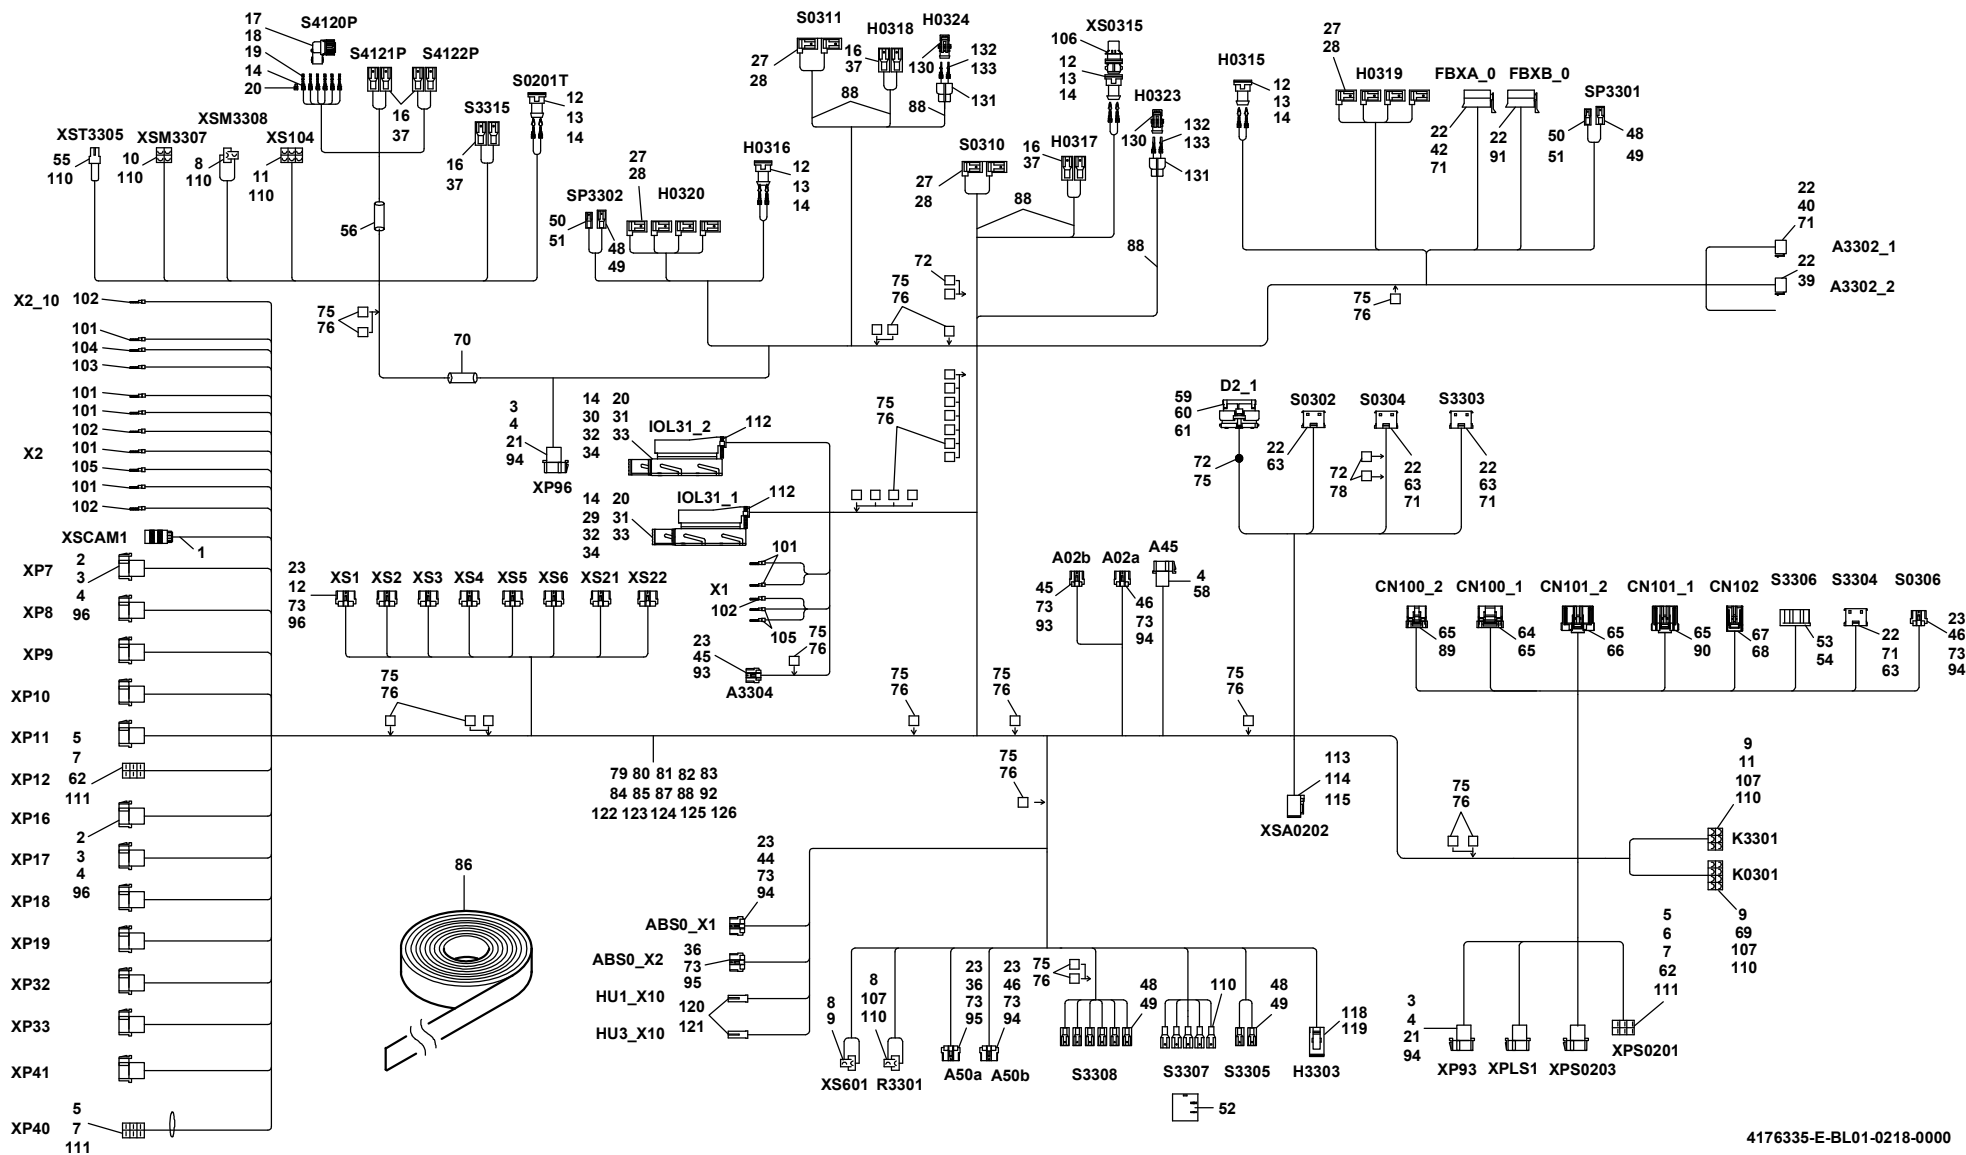 17 S4120P
18
19
14
20
S4121P S4122P
16
37
S0201T
12
13
14
S3315
16
37
XST3305
55
110
XSM3307
10
110
XSM3308
8
110
XS104
11
110
56
S0311
27
28
H0318
16
37
H0324
130
132
133
131
88
88
XS0315
106
12
13
14
H0323
130
132
133
131
H0315
12
13
14
27
28
H0319
FBXA_0
22
42
71
FBXB_0
22
91
SP3301
50
51
48
49
H0316
12
13
14
SP3302
50
51
48
49
27
28
H0320
S0310
27
28
16
37
H0317
88
88
22
40
71
A3302_1
22
39
A3302_2
75
76
72
75
76
75
76
X2_10 102
101
104
103
101
101
102
X2
101
105
101
102
XSCAM1
1
70
3
4
21
94
XP96
14 20
30 31
32 33
34
IOL31_2
112
14 20
29 31
32 33
34
IOL31_1
112
75
76
D2_1
59
60
61
72
75
S0302
22
63
S0304
72
78
22
63
71
S3303
22
63
71
XP7
2
3
4
96
XP8
XP9
XP10
XP11
XP12
5
7
62
111
XP16
2
3
4
96
XP17
XP18
XP19
XP32
XP33
XP41
XP40
5
7
111
23
12
73
96
XS1 XS2 XS3 XS4 XS5 XS6 XS21 XS22
101
X1
102
105
75
76
23
45
93
A3304
A02b
45
73
93
A02a
46
73
94
A45
4
58
CN100_2
65
89
CN100_1
64
65
CN101_2
65
66
CN101_1
65
90
CN102
67
68
S3306
53
54
S3304
22
71
63
S0306
23
46
73
94
75
76
75
76
75
76
75
76
79 80 81 82 83
84 85 87 88 92
122 123 124 125 126
75
76
113
114
115
XSA0202
75
76
9
11
107
110
K3301
K0301
9
69
107
110
86
23
44
73
94
ABS0_X1
ABS0_X2
36
73
95
HU1_X10
120
121
HU3_X10
8
9
XS601
8
107
110
R3301
23
36
73
95
A50a
23
46
73
94
A50b
75
76
48
49
S3308
110
S3307
48
49
S3305
118
119
H3303
52
3
4
21
94
XP93
XPLS1
XPS0203
5
6
7
62
111
XPS0201
4176335-E-BL01-0218-0000